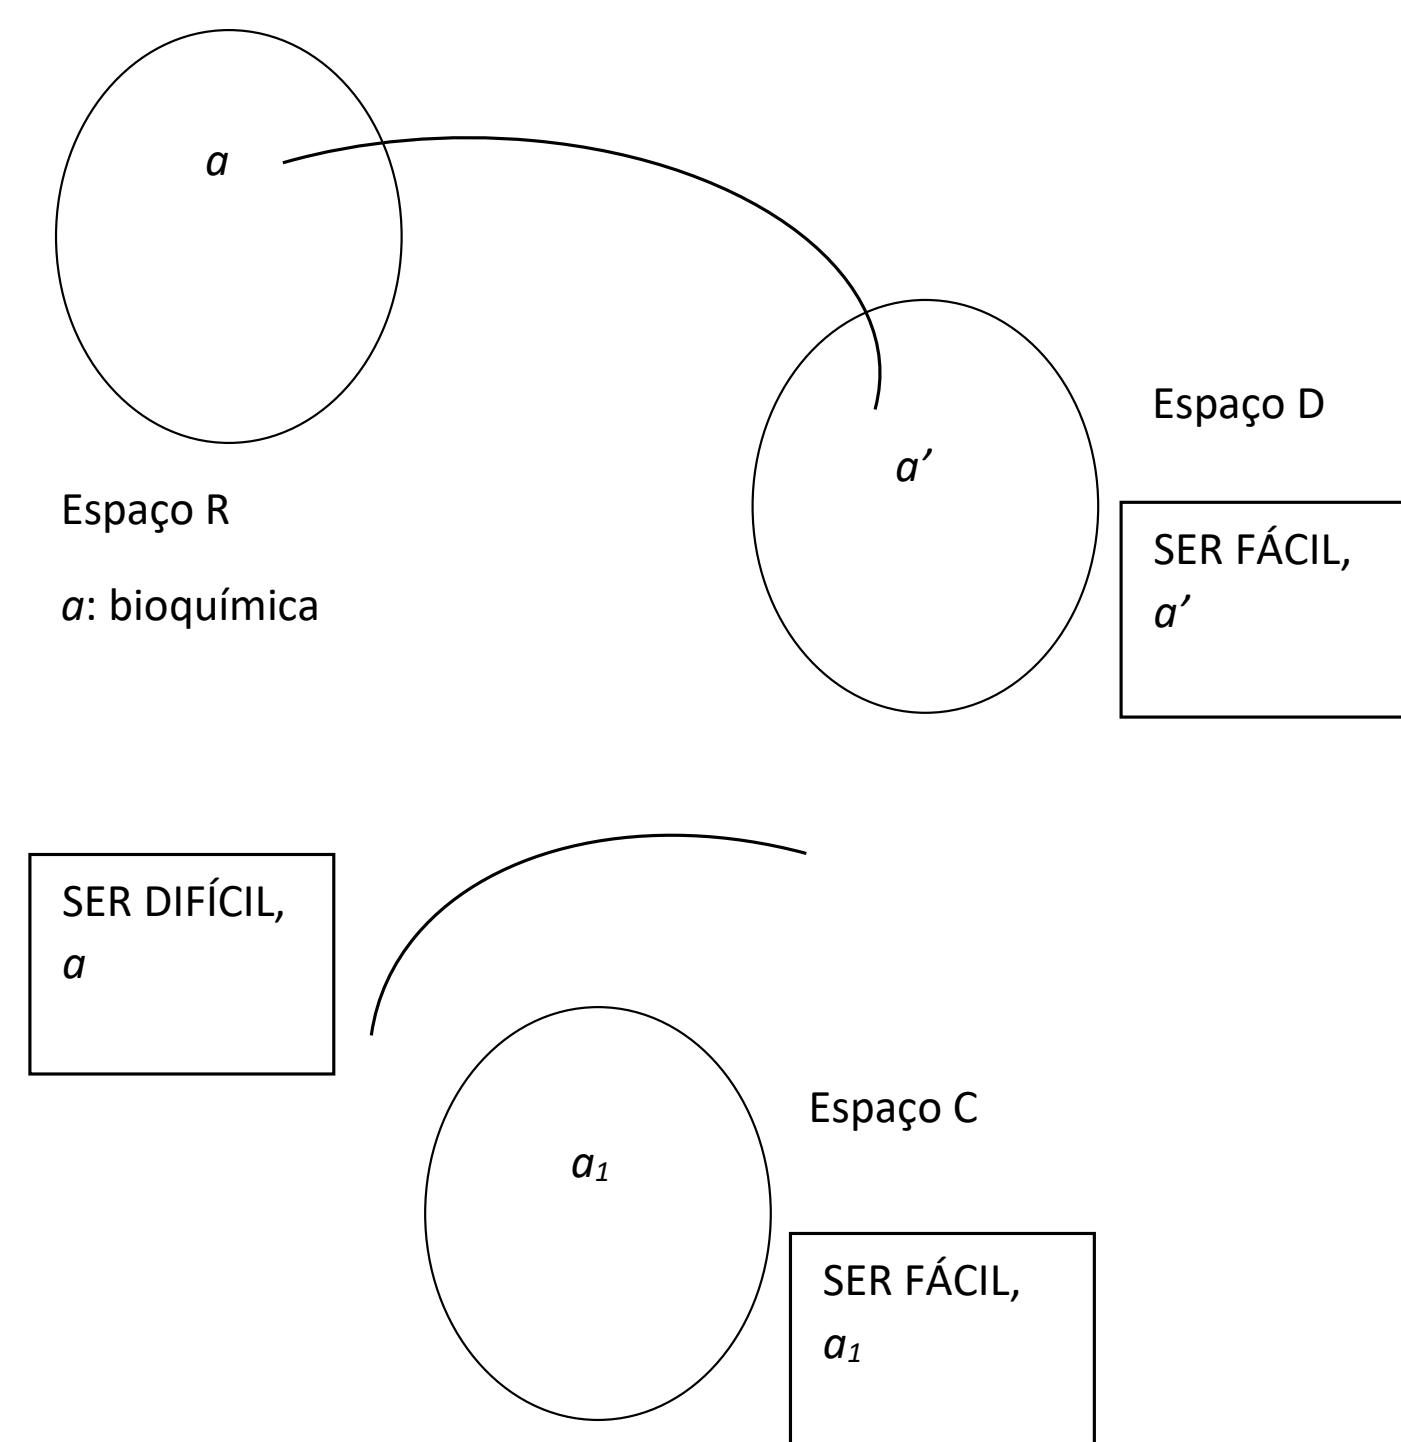 a
Espaço D
a’
Espaço R
SER FÁCIL,
a’
a: bioquímica
SER DIFÍCIL,
a
Espaço C
a₁
SER FÁCIL,
a₁